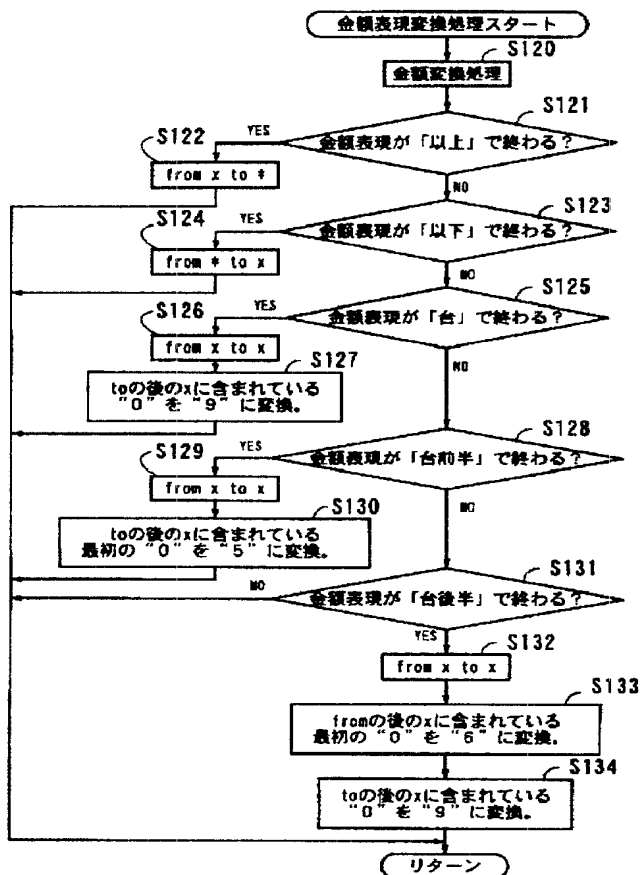 金額表現変換処理スタート
S120
金額変換処理
S121
金額表現が「以上」で終わる？
YES
S122
from x to *
NO
S123
金額表現が「以下」で終わる？
YES
S124
from * to x
NO
S125
金額表現が「台」で終わる？
YES
S126
from x to x
S127
toの後のxに含まれている
"0"を"9"に変換。
NO
S128
金額表現が「台前半」で終わる？
YES
S129
from x to x
S130
toの後のxに含まれている
最初の"0"を"5"に変換。
NO
S131
金額表現が「台後半」で終わる？
NO
YES
S132
from x to x
S133
fromの後のxに含まれている
最初の"0"を"6"に変換。
S134
toの後のxに含まれている
"0"を"9"に変換。
リターン